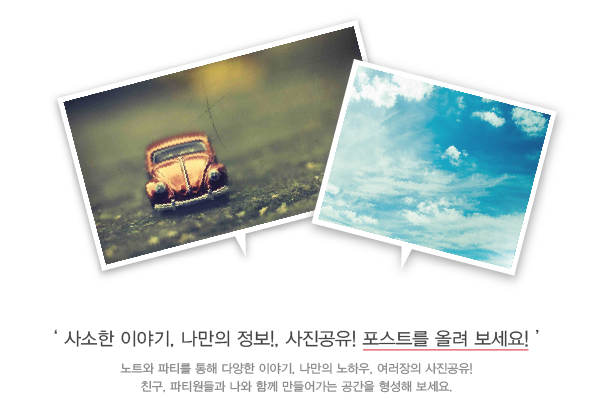 ‘ 사소한 이야기, 나만의 정보!, 사진공유! 포스트를 올려 보세요! ’
노트와 파티를 통해 다양한 이야기, 나만의 노하우, 여러장의 사진공유!
친구, 파티원들과 나와 함께 만들어가는 공간을 형성해 보세요.